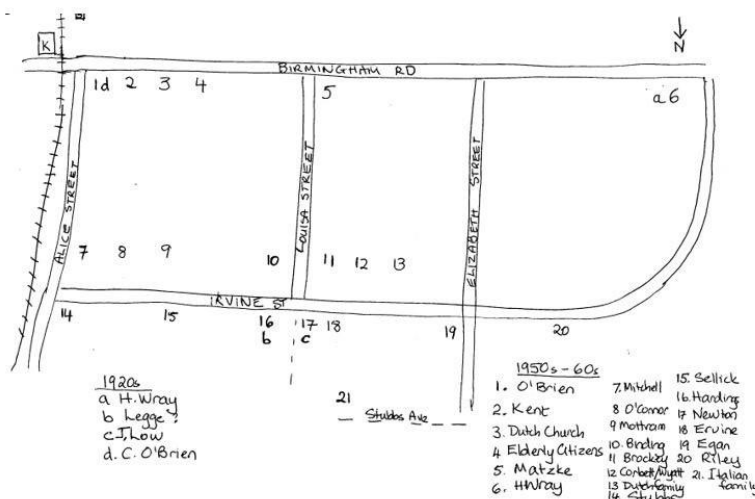 K
N
BIRMINGHAM RD
1d 2 3 4 5 a 6
ALICE STREET
LOUISA STREET
ELIZABETH STREET
7 8 9 10 11 12 13
IRVINE ST
14 15 16 17 18 19 20
b c
21
Stubbs Ave
1920s
a H. Wray
b Legge ?
c J. Low
d. C. O'Brien
1950s - 60s
1. O'Brien
2. Kent
3. Dutch Church
4 Elderly Citizens
5. Matzke
6. H Wray
7. Mitchell
8 O'Connor
9 Mottram
10. Binding
11 Brockley
12 Corbett/Wyatt
13 Dutch family
14 Stubbs
15. Sellick
16. Harding
17 Newton
18 Ervine
19 Egan
20 Riley
21. Italian
family